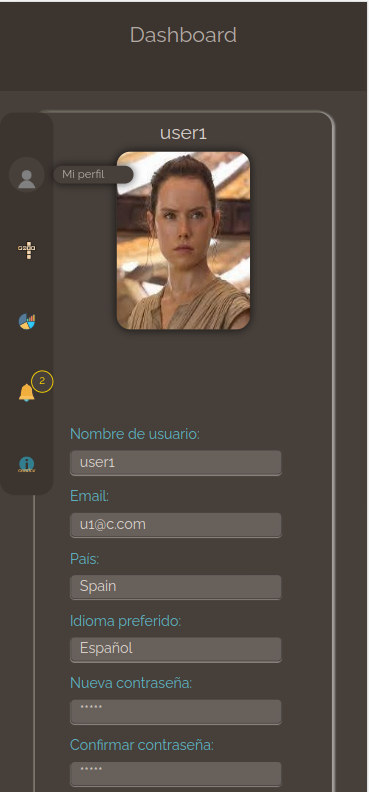 Dashboard
user1
Mi perfil
2
Nombre de usuario:
user1
Email:
u1@c.com
País:
Spain
Idioma preferido:
Español
Nueva contraseña:
*****
Confirmar contraseña:
*****